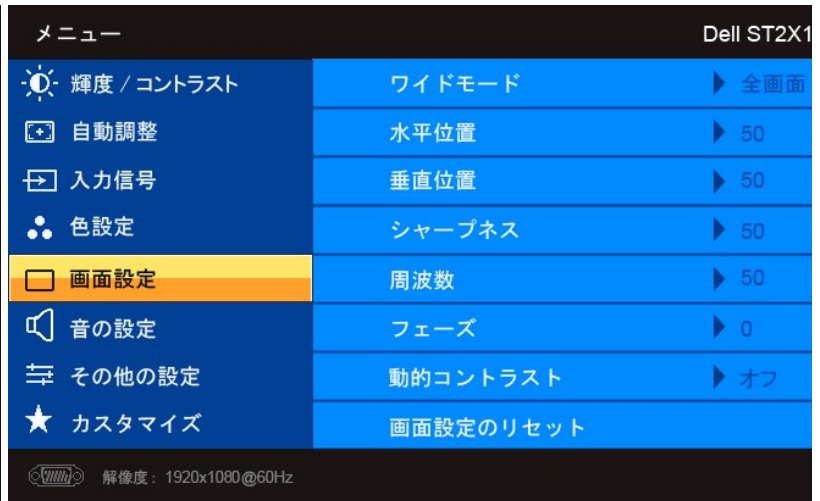 メニュー Dell ST2X1
輝度 / コントラスト ワイドモード 全画面
自動調整 水平位置 50
入力信号 垂直位置 50
色設定 シャープネス 50
画面設定 周波数 50
音の設定 フェーズ 0
その他の設定 動的コントラスト オフ
カスタマイズ 画面設定のリセット
解像度 : 1920x1080@60Hz